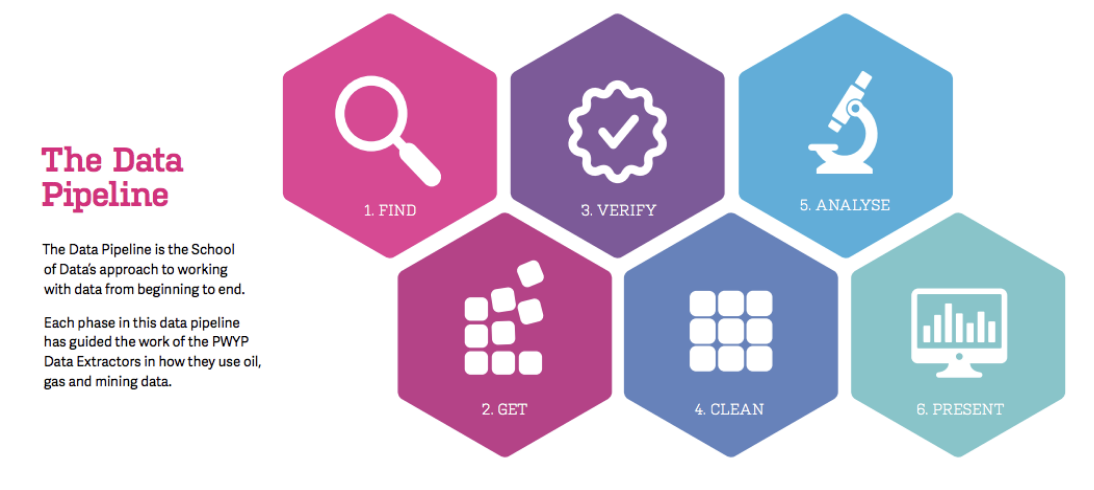 The Data
Pipeline
The Data Pipeline is the School
of Data's approach to working
with data from beginning to end.
Each phase in this data pipeline
has guided the work of the PWYP
Data Extractors in how they use oil,
gas and mining data.
1. FIND
2. GET
3. VERIFY
4. CLEAN
5. ANALYSE
6. PRESENT